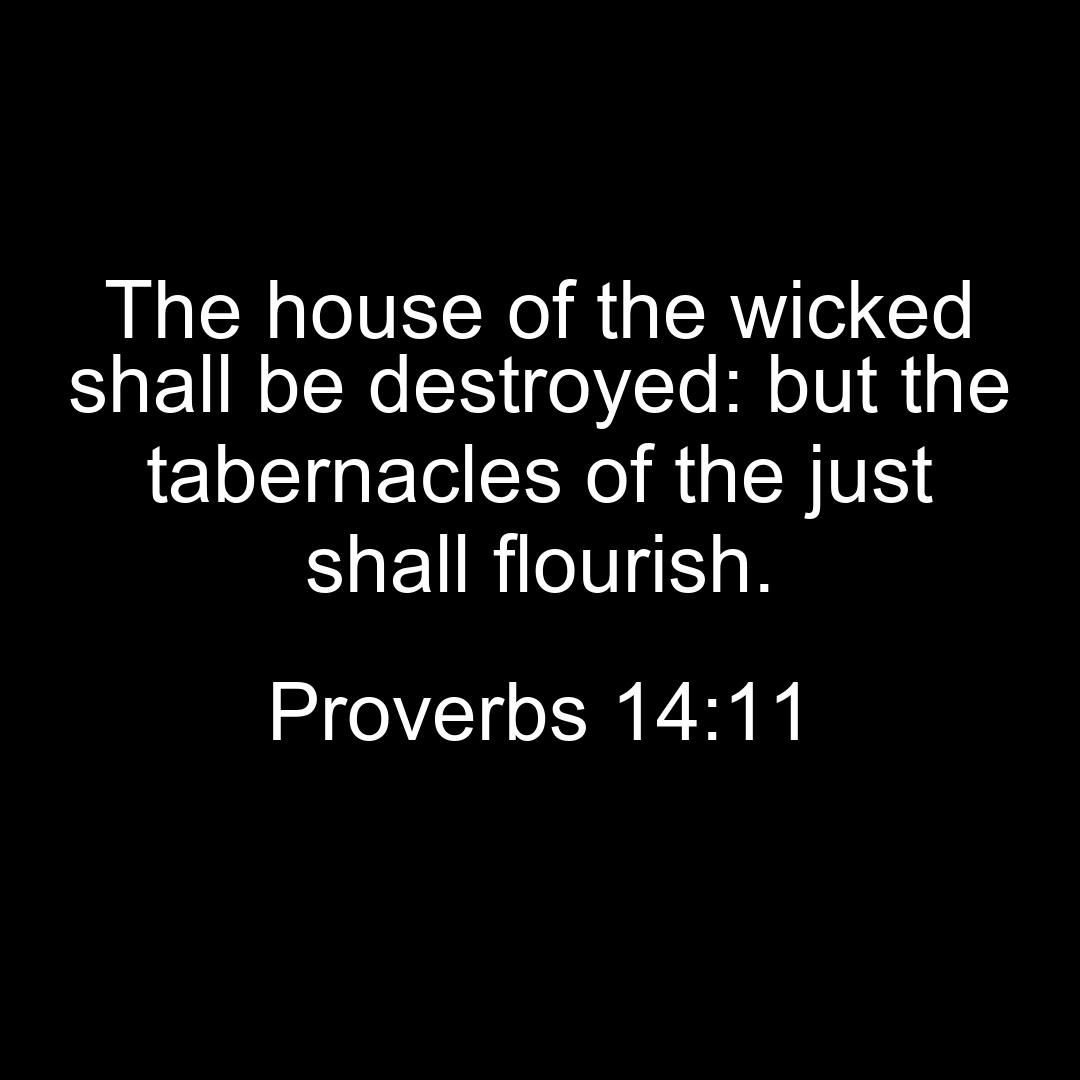 The house of the wicked
shall be destroyed: but the
tabernacles of the just
shall flourish.
Proverbs 14:11